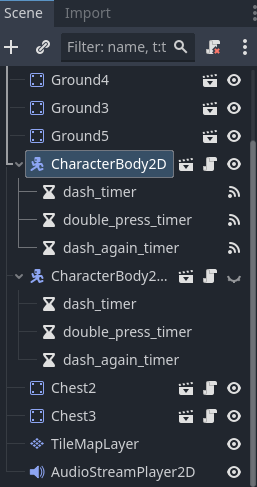 Scene Import
Filter: name, t:t
Ground4
Ground3
Ground5
CharacterBody2D
dash_timer
double_press_timer
dash_again_timer
CharacterBody2...
dash_timer
double_press_timer
dash_again_timer
Chest2
Chest3
TileMapLayer
AudioStreamPlayer2D